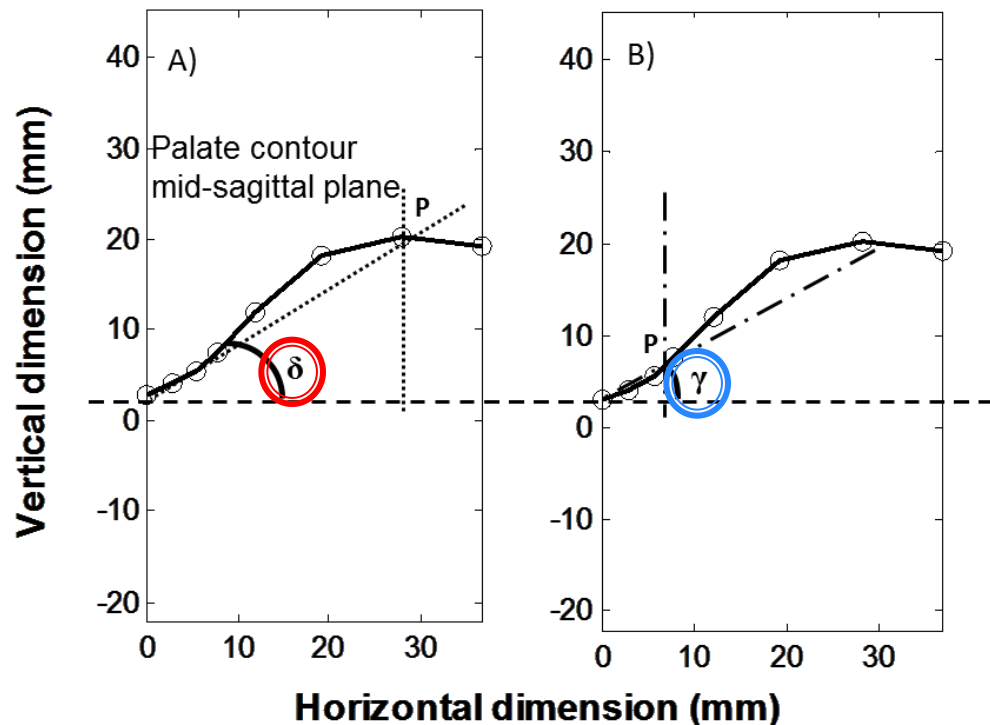 A)
Palate contour
mid-sagittal plane
P
δ
40
30
20
10
0
-10
-20
0 10 20 30
B)
P
γ
40
30
20
10
0
-10
-20
0 10 20 30
Vertical dimension (mm)
Horizontal dimension (mm)